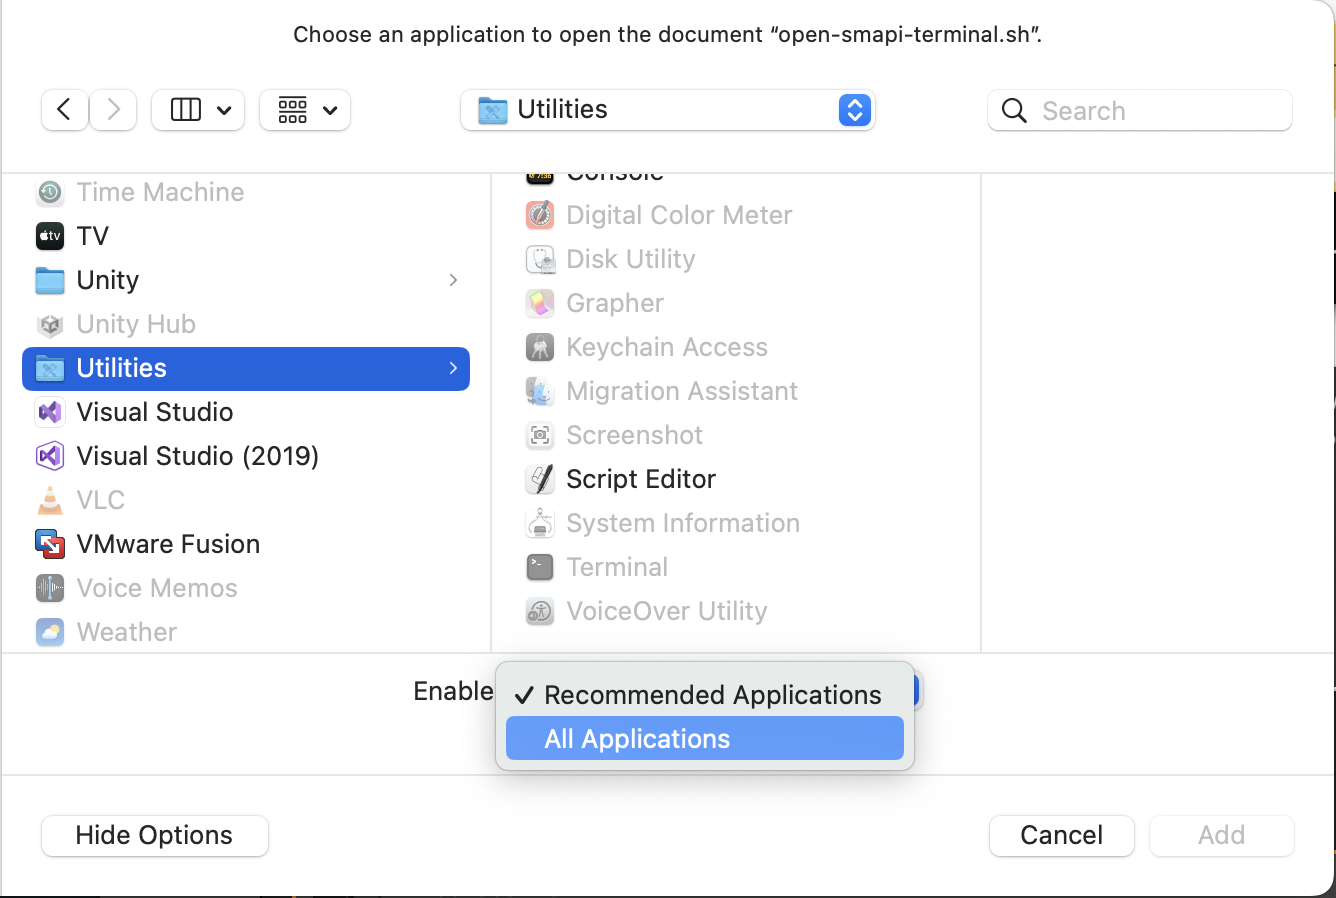 Choose an application to open the document “open-smapi-terminal.sh”.
Utilities
Search
Time Machine
TV
Unity
Unity Hub
Utilities
Visual Studio
Visual Studio (2019)
VLC
VMware Fusion
Voice Memos
Weather
Console
Digital Color Meter
Disk Utility
Grapher
Keychain Access
Migration Assistant
Screenshot
Script Editor
System Information
Terminal
VoiceOver Utility
Enable
✓ Recommended Applications
All Applications
Hide Options
Cancel
Add